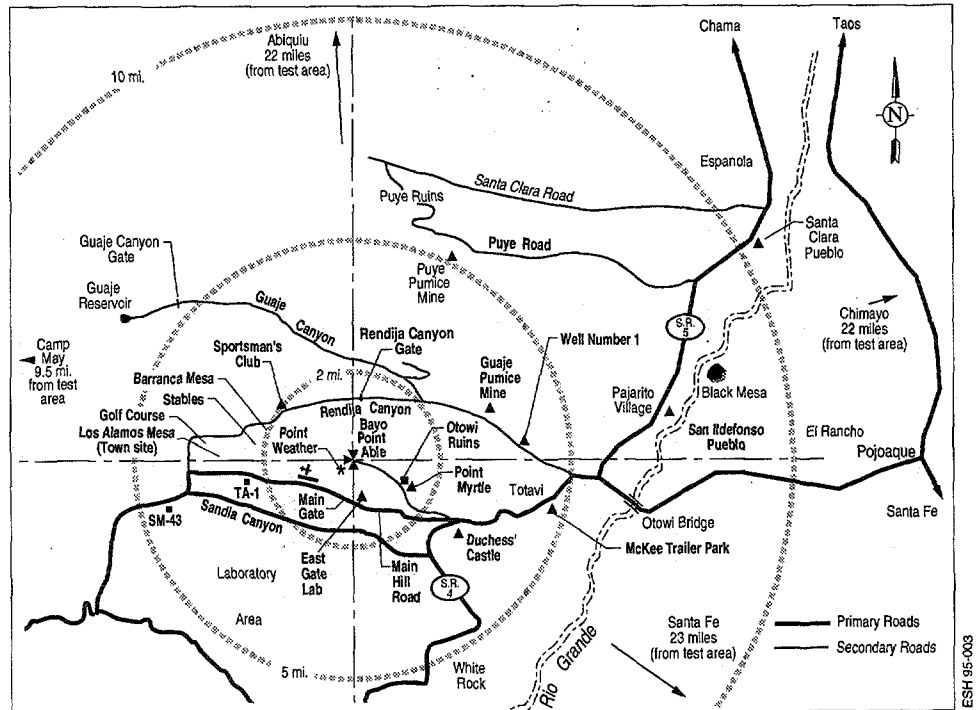 Chama
Taos
Abiquiu
22 miles
(from test area)
10 mi.
N
Espanola
Santa Clara Road
Puye Ruins
Santa
Clara
Pueblo
Puye Road
Guaje Canyon
Gate
Puye
Pumice
Mine
Guaje
Reservoir
Guaje
Canyon
Chimayo
22 miles
(from test area)
S.R.
5
Rendija Canyon
Gate
Well Number 1
Camp
May
9.5 mi.
from test
area
Sportsman's
Club
Guaje
Pumice
Mine
2 mi.
Barranca Mesa
Pajarito
Village
Black Mesa
Stables
Rendija Canyon
Golf Course
Bayo
Point
Able
Otowi
Ruins
San Ildefonso
Pueblo
El Rancho
Los Alamos Mesa
(Town site)
Point
Weather
*
Pojoaque
TA-1
Point
Myrtle
Totavi
Main
Gate
SM-43
Sandia Canyon
Santa Fe
Otowi Bridge
Duchess'
Castle
McKee Trailer Park
East
Gate
Lab
Main
Hill
Road
Laboratory
Area
S.R.
4
Rio Grande
Santa Fe
23 miles
(from test area)
Primary Roads
Secondary Roads
White
Rock
5 mi.
ESH 95-003